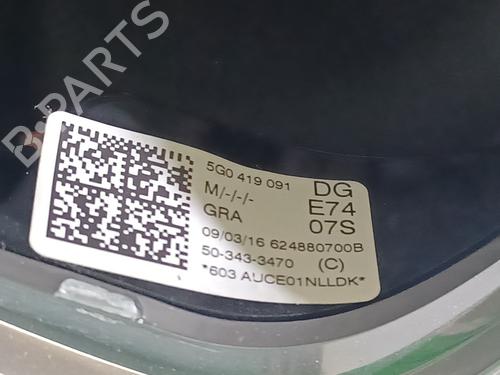 B.PARTS
5G0 419 091 DG
M/-/-/- E74
GRA 07S
09/03/16 624880700B
50-343-3470 (C)
*603 AUCE01NLLDK*